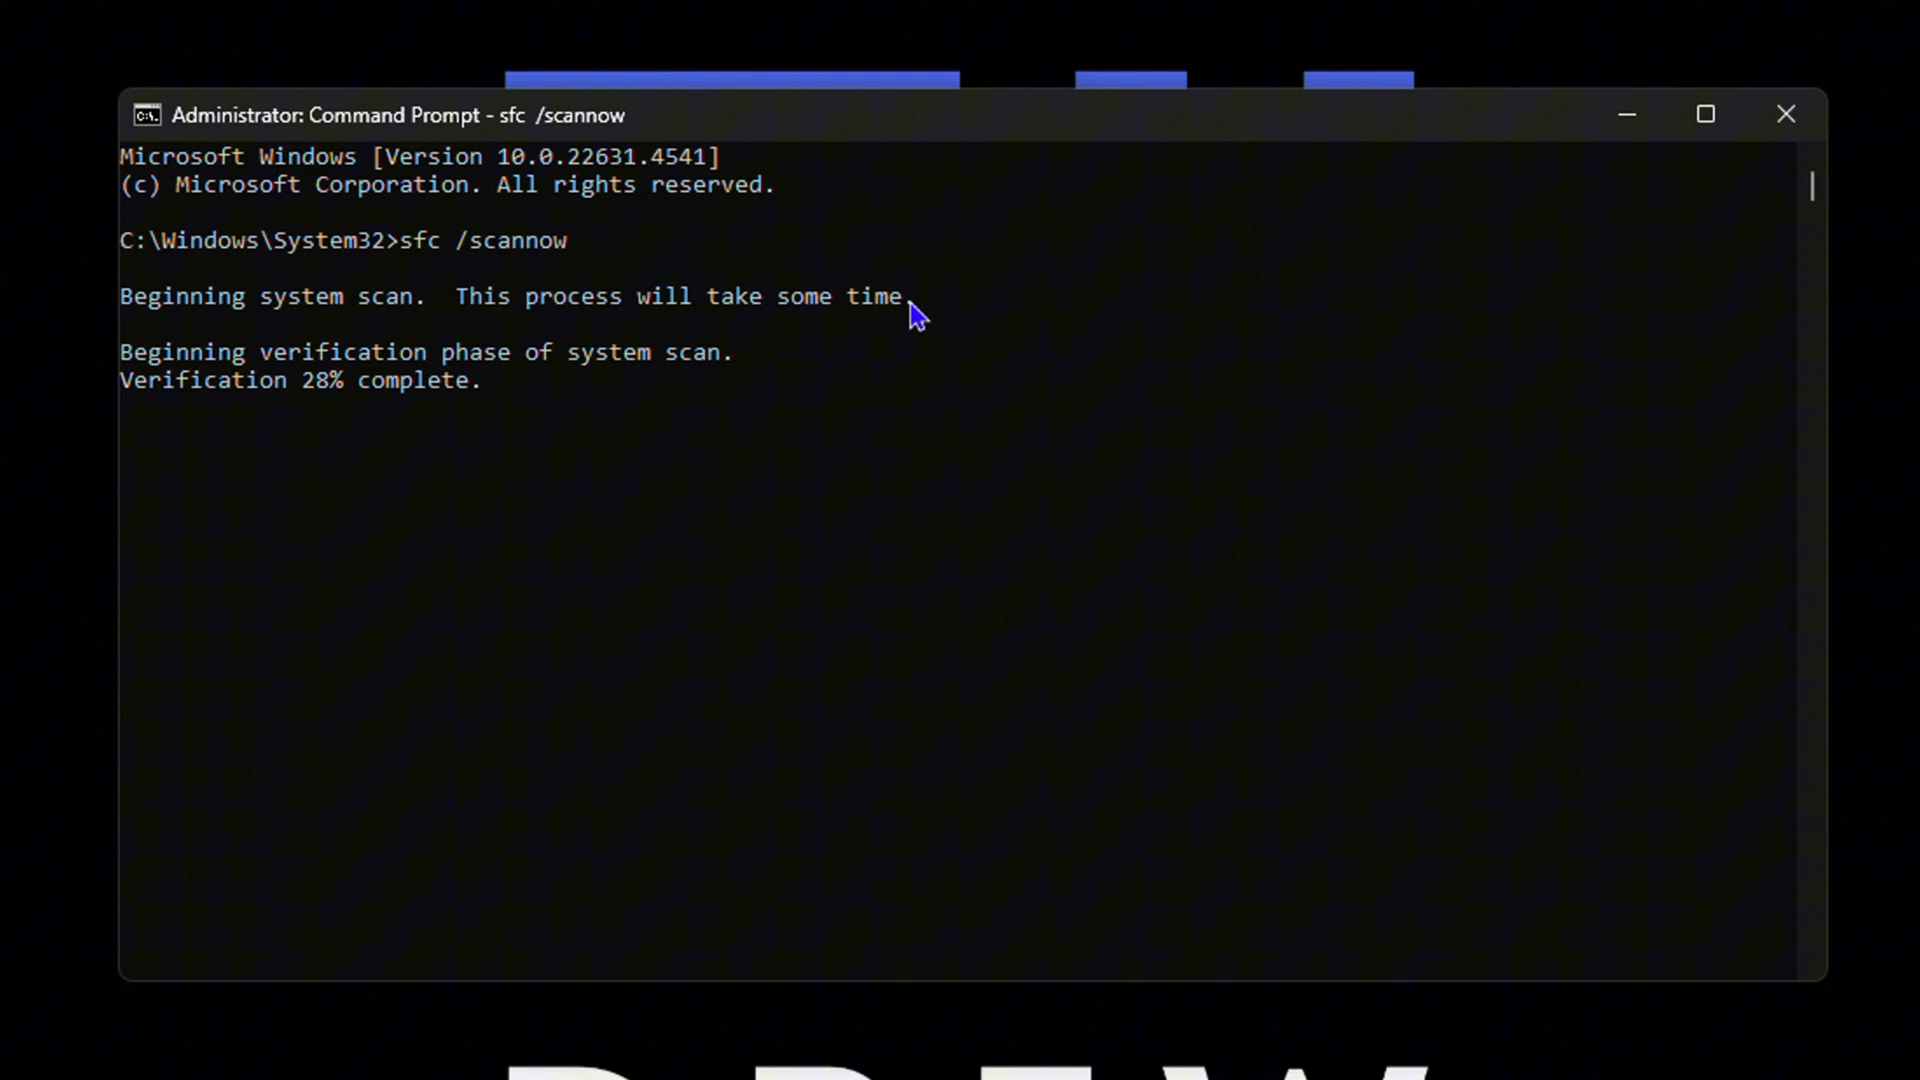 Administrator: Command Prompt - sfc  /scannow
Microsoft Windows [Version 10.0.22631.4541]
(c) Microsoft Corporation. All rights reserved.
C:\Windows\System32>sfc /scannow
Beginning system scan.  This process will take some time.
Beginning verification phase of system scan.
Verification 28% complete.